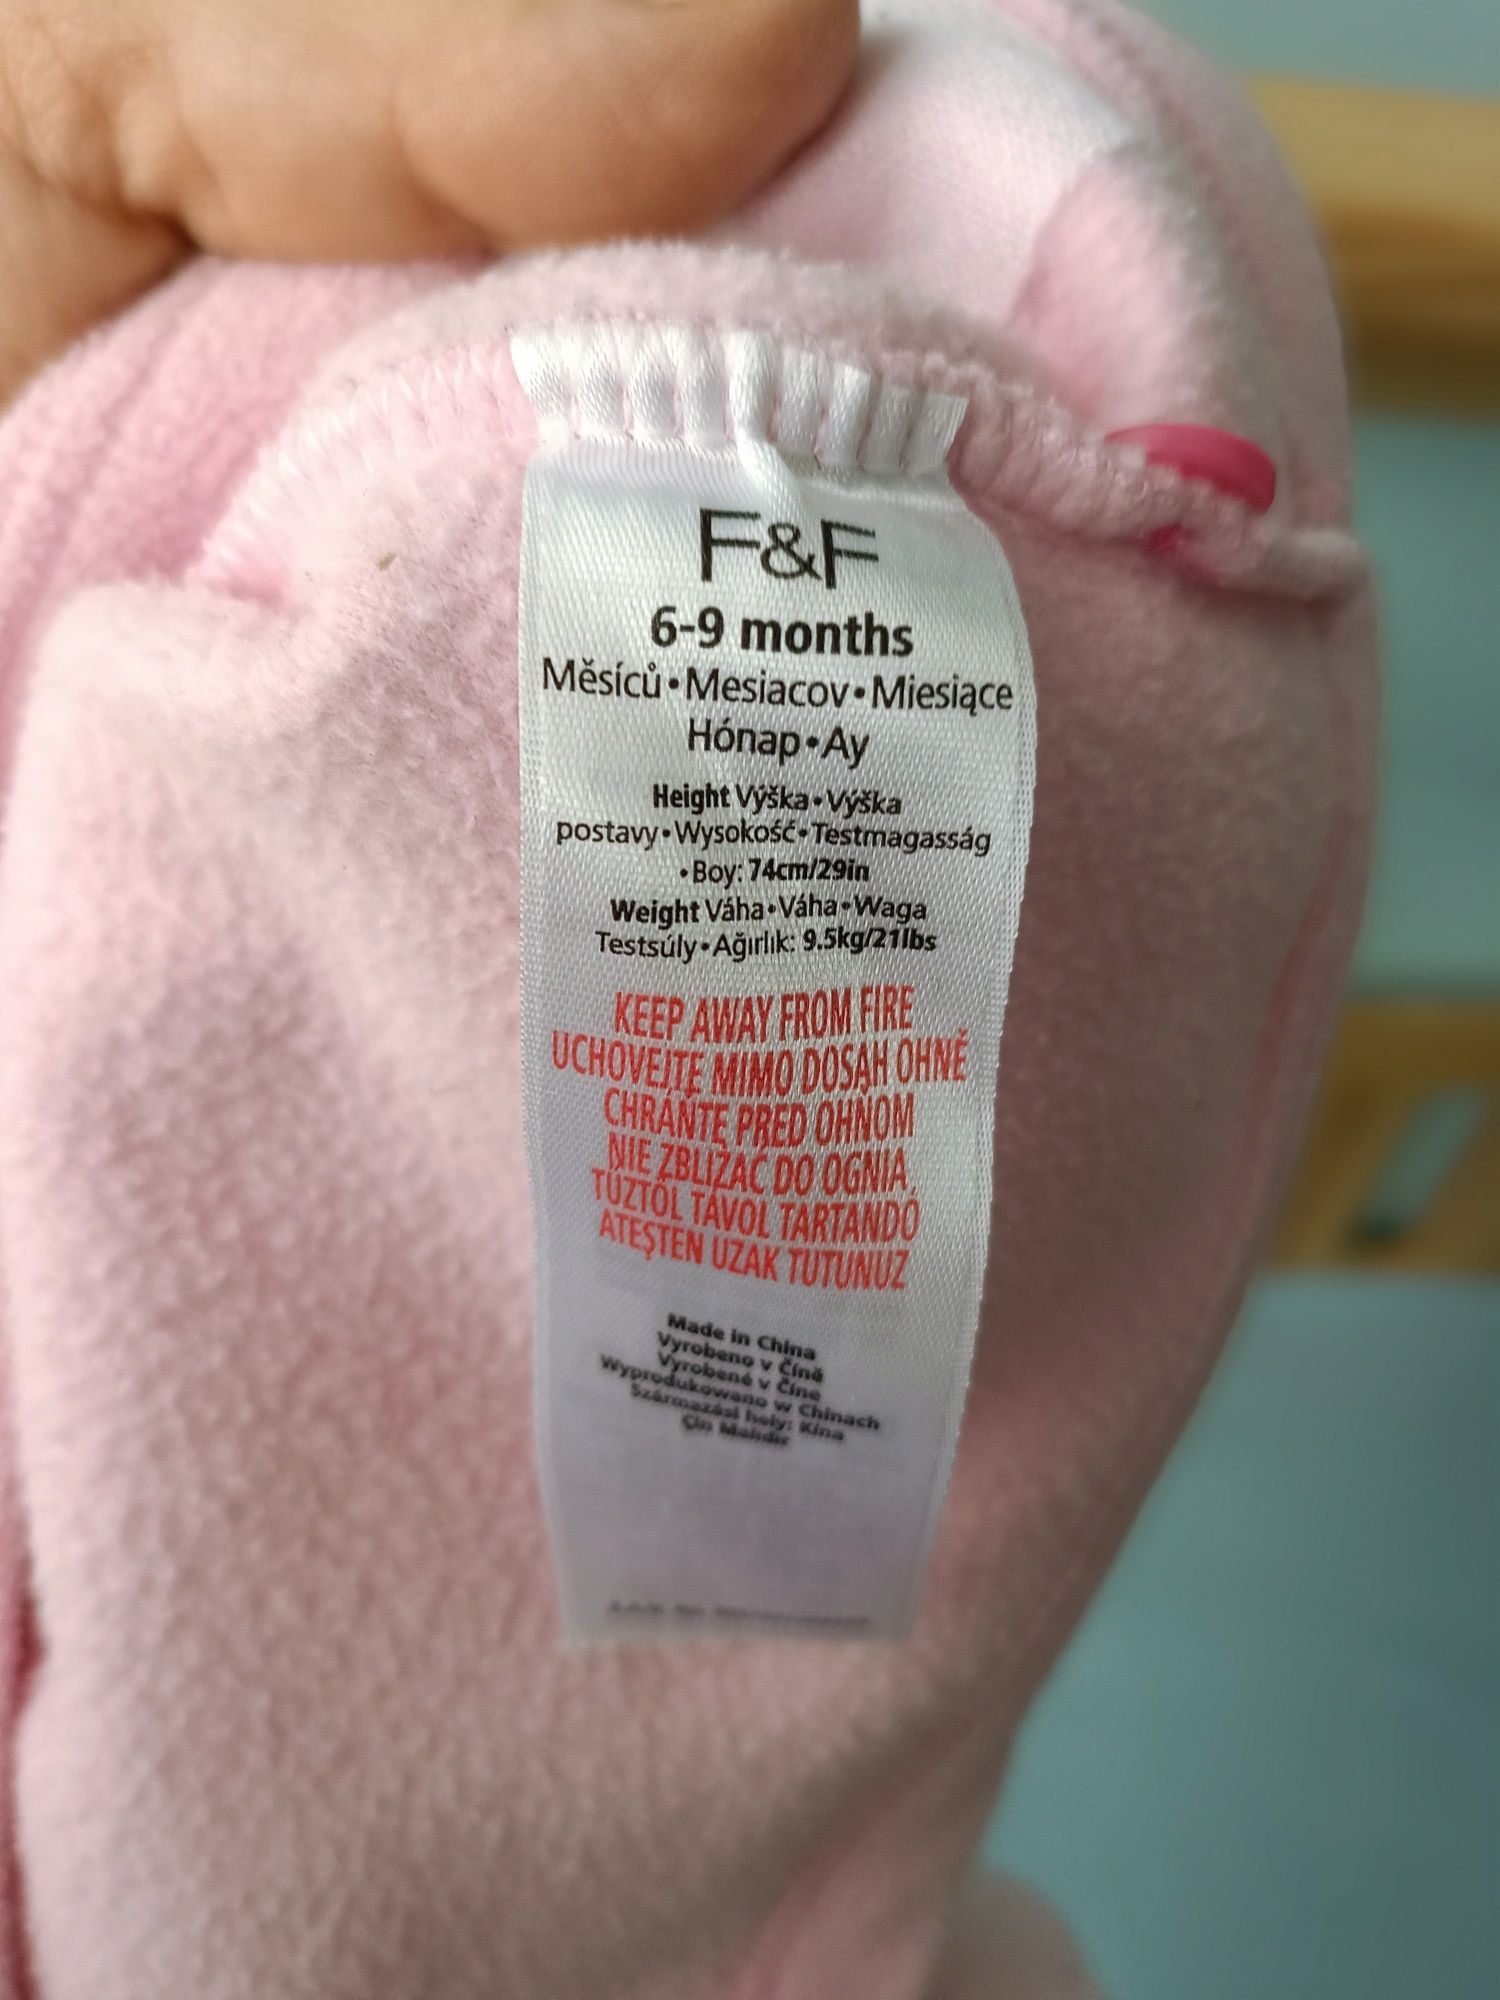 F&F
6-9 months
Měsíců•Mesiacov•Miesiące
Hónap•Ay
Height Výška•Výška
postavy•Wysokość•Testmagasság
•Boy: 74cm/29in
Weight Váha•Váha•Waga
Testsúly•Ağırlık: 9.5kg/21lbs
KEEP AWAY FROM FIRE
UCHOVEJTE MIMO DOSAH OHNĚ
CHRÁŇTE PRED OHŇOM
NIE ZBLIŻAĆ DO OGNIA
TŰZTŐL TÁVOL TARTANDÓ
ATEŞTEN UZAK TUTUNUZ
Made in China
Vyrobeno v Číně
Vyrobené v Číne
Wyprodukowano w Chinach
Származási hely: Kína
Çin Malıdır